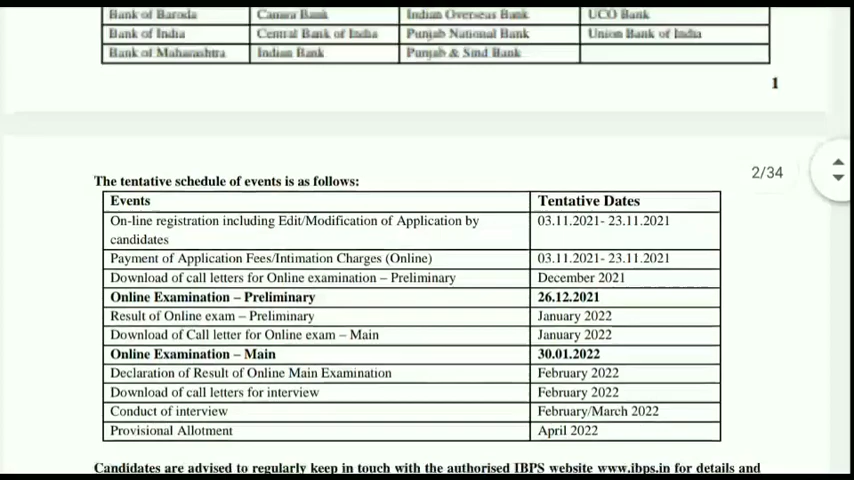 Bank of Baroda Canara Bank Indian Overseas Bank UCO Bank
Bank of India Central Bank of India Punjab National Bank Union Bank of India
Bank of Maharashtra Indian Bank Punjab & Sind Bank
1
2/34
The tentative schedule of events is as follows:
Events Tentative Dates
On-line registration including Edit/Modification of Application by 03.11.2021- 23.11.2021
candidates
Payment of Application Fees/Intimation Charges (Online) 03.11.2021- 23.11.2021
Download of call letters for Online examination – Preliminary December 2021
Online Examination – Preliminary 26.12.2021
Result of Online exam – Preliminary January 2022
Download of Call letter for Online exam – Main January 2022
Online Examination – Main 30.01.2022
Declaration of Result of Online Main Examination February 2022
Download of call letters for interview February 2022
Conduct of interview February/March 2022
Provisional Allotment April 2022
Candidates are advised to regularly keep in touch with the authorised IBPS website www.ibps.in for details and